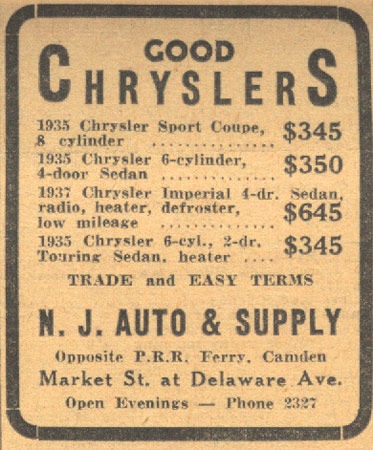 GOOD
CHRYSLERS
1935 Chrysler Sport Coupe,
8 cylinder ............. $345
1935 Chrysler 6-cylinder,
4-door Sedan ............ $350
1937 Chrysler Imperial 4-dr. Sedan,
radio, heater, defroster,
low mileage ............ $645
1935 Chrysler 6-cyl., 2-dr.
Touring Sedan, heater .... $345
TRADE and EASY TERMS
N. J. AUTO & SUPPLY
Opposite P.R.R. Ferry, Camden
Market St. at Delaware Ave.
Open Evenings — Phone 2327